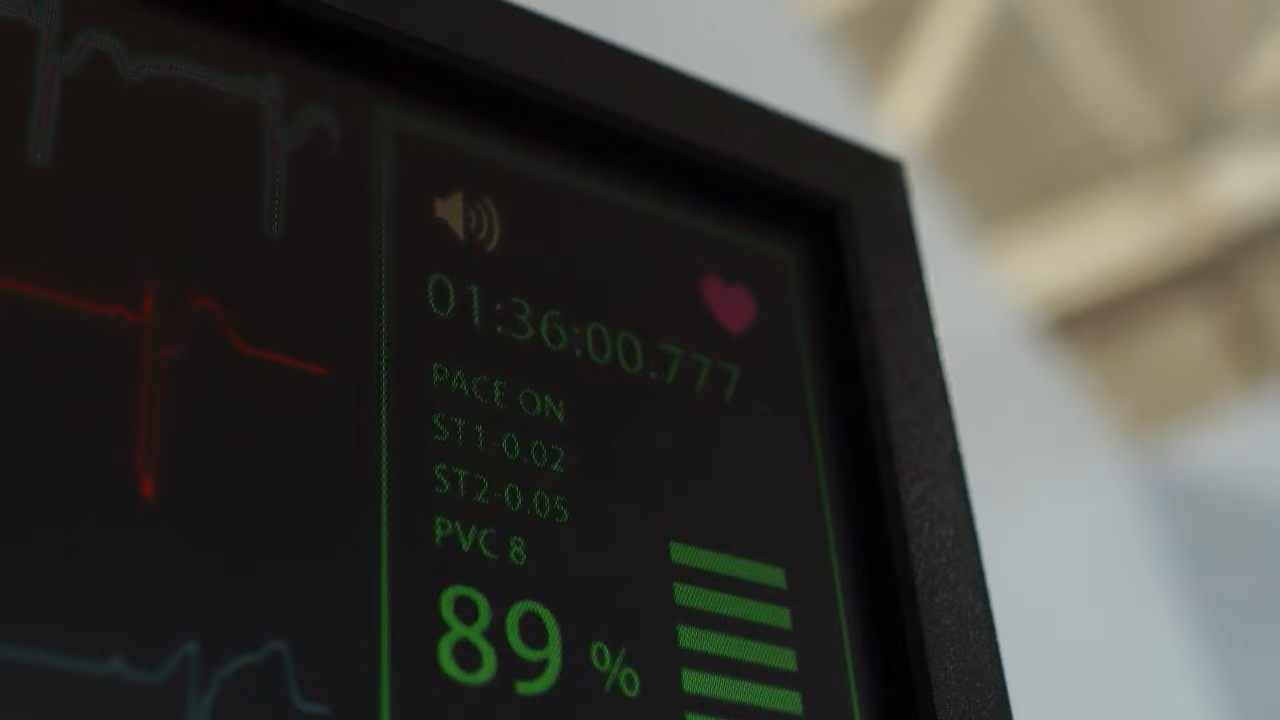 01:36:00.777
PACE ON
ST1-0.02
ST2-0.05
PVC 8
89 %